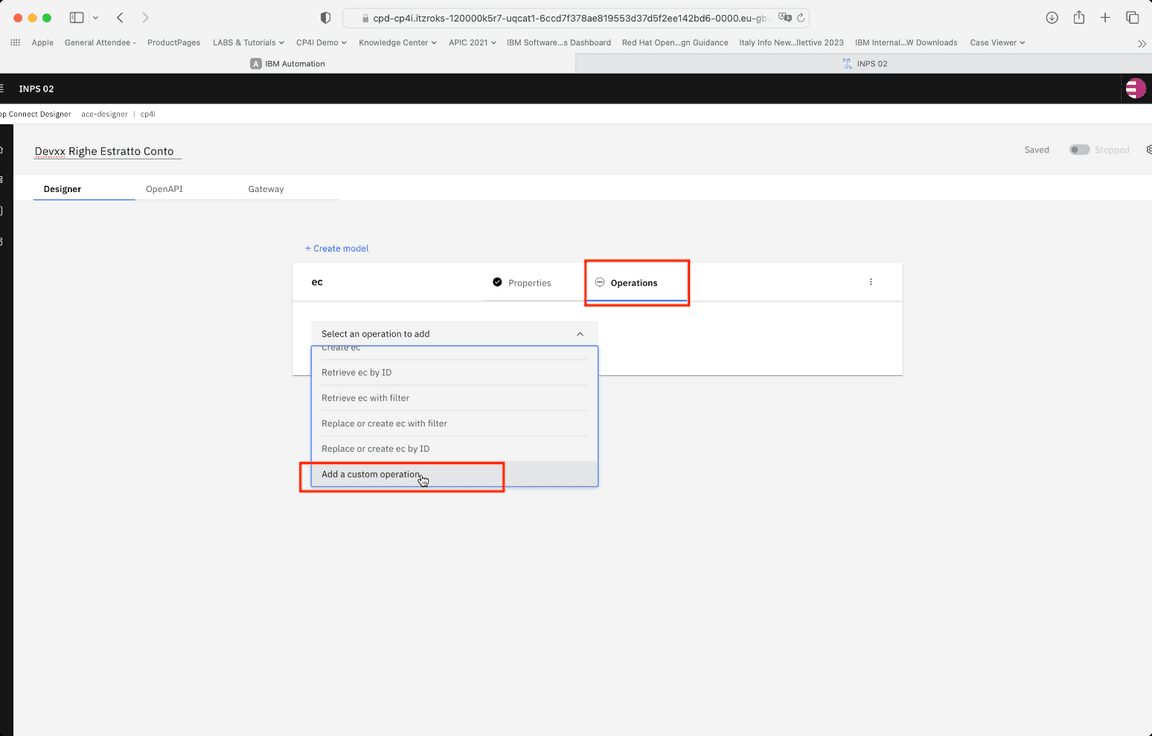 cpd-cp4i.itzroks-120000k5r7-uqcat1-6ccd7f378ae819553d37d5f2ee142bd6-0000.eu-gb
Apple General Attendee - ProductPages LABS & Tutorials CP4I Demo Knowledge Center APIC 2021 IBM Software...s Dashboard Red Hat Open...gn Guidance Italy Info New...llettive 2023 IBM Internal...W Downloads Case Viewer
A IBM Automation
INPS 02
INPS 02
pp Connect Designer ace-designer | cp4i
Devxx Righe Estratto Conto
Saved Stopped
Designer OpenAPI Gateway
+ Create model
ec Properties Operations
Select an operation to add
Create ec
Retrieve ec by ID
Retrieve ec with filter
Replace or create ec with filter
Replace or create ec by ID
Add a custom operation